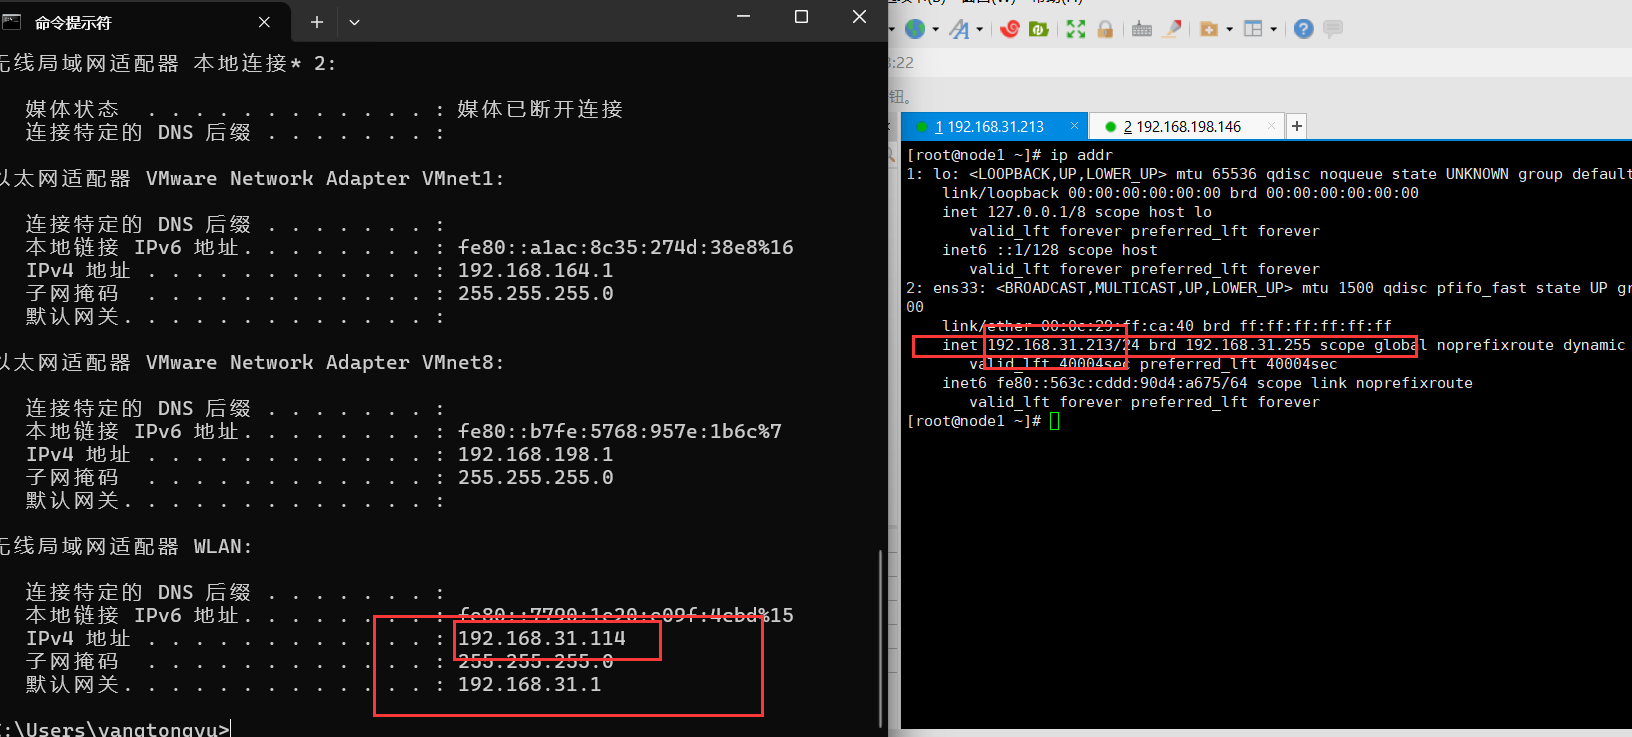 命令提示符
无线局域网适配器 本地连接* 2:
媒体状态 . . . . . . . . . . . . : 媒体已断开连接
连接特定的 DNS 后缀 . . . . . . . :
以太网适配器 VMware Network Adapter VMnet1:
连接特定的 DNS 后缀 . . . . . . . :
本地链接 IPv6 地址. . . . . . . . : fe80::a1ac:8c35:274d:38e8%16
IPv4 地址 . . . . . . . . . . . . : 192.168.164.1
子网掩码 . . . . . . . . . . . . : 255.255.255.0
默认网关. . . . . . . . . . . . . :
以太网适配器 VMware Network Adapter VMnet8:
连接特定的 DNS 后缀 . . . . . . . :
本地链接 IPv6 地址. . . . . . . . : fe80::b7fe:5768:957e:1b6c%7
IPv4 地址 . . . . . . . . . . . . : 192.168.198.1
子网掩码 . . . . . . . . . . . . : 255.255.255.0
默认网关. . . . . . . . . . . . . :
无线局域网适配器 WLAN:
连接特定的 DNS 后缀 . . . . . . . :
本地链接 IPv6 地址. . . . . . . . :
IPv4 地址 . . . . . . . . . . . . : 192.168.31.114
子网掩码 . . . . . . . . . . . . : 255.255.255.0
默认网关. . . . . . . . . . . . . : 192.168.31.1
:\Users\yangtongyu>
:22
钮。
1 192.168.31.213
2 192.168.198.146
[root@node1 ~]# ip addr
1: lo: <LOOPBACK,UP,LOWER_UP> mtu 65536 qdisc noqueue state UNKNOWN group default
link/loopback 00:00:00:00:00:00 brd 00:00:00:00:00:00
inet 127.0.0.1/8 scope host lo
valid_lft forever preferred_lft forever
inet6 ::1/128 scope host
valid_lft forever preferred_lft forever
2: ens33: <BROADCAST,MULTICAST,UP,LOWER_UP> mtu 1500 qdisc pfifo_fast state UP gr
00
link/ether 00:0c:29:ff:ca:40 brd ff:ff:ff:ff:ff:ff
inet 192.168.31.213/24 brd 192.168.31.255 scope global noprefixroute dynamic
valid_lft 40004sec preferred_lft 40004sec
inet6 fe80::563c:cddd:90d4:a675/64 scope link noprefixroute
valid_lft forever preferred_lft forever
[root@node1 ~]#